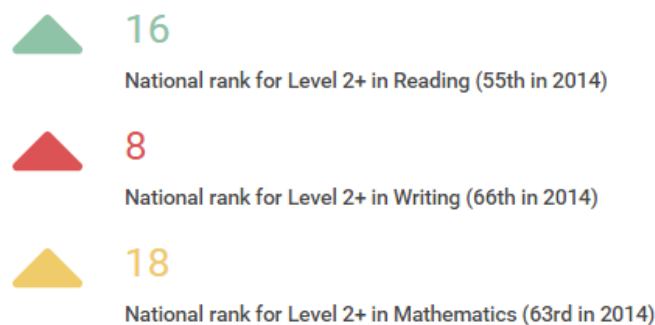 16
National rank for Level 2+ in Reading (55th in 2014)
8
National rank for Level 2+ in Writing (66th in 2014)
18
National rank for Level 2+ in Mathematics (63rd in 2014)